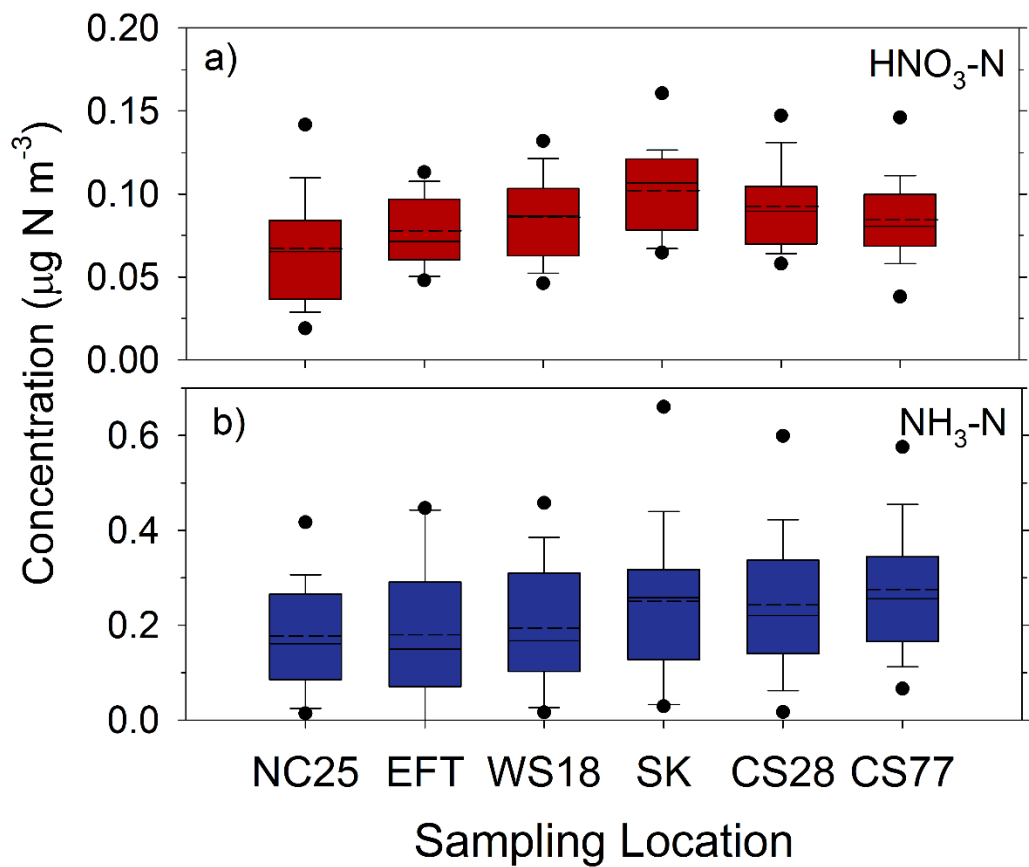 a)
HNO₃-N
0.20
0.15
0.10
0.05
0.00
b)
NH₃-N
0.6
0.4
0.2
0.0
Concentration (μg N m⁻³)
NC25 EFT WS18 SK CS28 CS77
Sampling Location